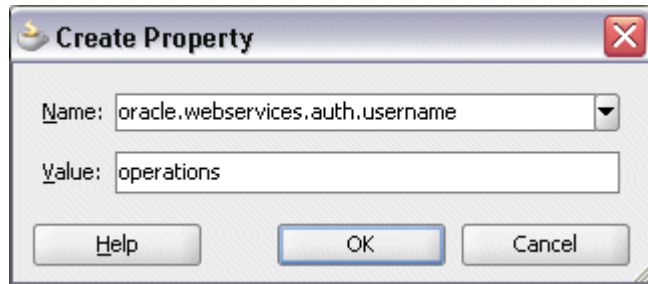 Create Property
Name: oracle.webservices.auth.username
Value: operations
Help OK Cancel